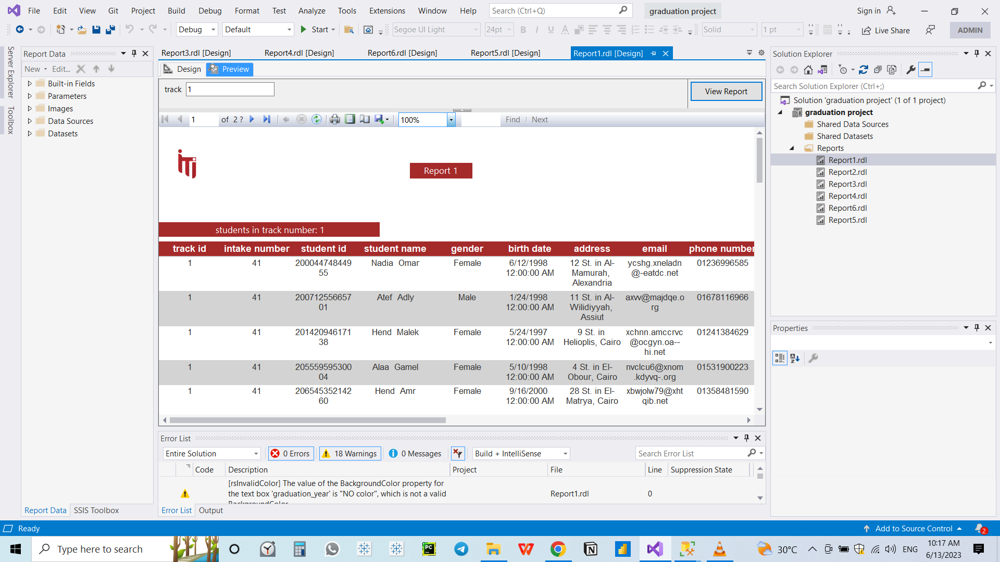 File Edit View Git Project Build Debug Format Test Analyze Tools Extensions Window Help Search (Ctrl+Q) graduation project Sign in
Debug Default Start Segoe UI Light 24pt B I U A Solid 1 pt Live Share ADMIN
Server Explorer
Toolbox
Report Data
New Edit...
Built-in Fields
Parameters
Images
Data Sources
Datasets
Report Data SSIS Toolbox
Report3.rdl [Design] Report4.rdl [Design] Report6.rdl [Design] Report5.rdl [Design] Report1.rdl [Design]
Design Preview
track 1 View Report
1 of 2 ? 100% Find Next
iTi
Report 1
students in track number: 1
track id intake number student id student name gender birth date address email phone number
1 41 200044748449 Nadia Omar Female 6/12/1998 12 St. in Al- ycshg.xneladn 01236996585
55 12:00:00 AM Mamurah, @-eatdc.net
Alexandria
1 41 200712556657 Atef Adly Male 1/24/1998 11 St. in Al- axvv@majdqe.o 01678116966
01 12:00:00 AM Wilidiyyah, rg
Assiut
1 41 201420946171 Hend Malek Female 5/24/1997 9 St. in xchnn.amccrvc 01241384629
38 12:00:00 AM Helioplis, Cairo @ocgyn.oa--
hi.net
1 41 205559595300 Alaa Gamel Female 5/10/1998 4 St. in El- nvclcu6@xnom 01531900223
04 12:00:00 AM Obour, Cairo .kdyvq-.org
1 41 206545352142 Hend Amr Female 9/16/2000 28 St. in El- xbwjolw79@xht 01358481590
60 12:00:00 AM Matrya, Cairo qib.net
Error List
Entire Solution 0 Errors 18 Warnings 0 Messages Build + IntelliSense Search Error List
Code Description Project File Line Suppression State
[rsInvalidColor] The value of the BackgroundColor property for
the text box 'graduation_year' is "NO color", which is not a valid Report1.rdl 0
BackgroundColor
Error List Output
Solution Explorer
Search Solution Explorer (Ctrl+;)
Solution 'graduation project' (1 of 1 project)
graduation project
Shared Data Sources
Shared Datasets
Reports
Report1.rdl
Report2.rdl
Report3.rdl
Report4.rdl
Report6.rdl
Report5.rdl
Properties
Ready Add to Source Control 2
Type here to search PC 30°C ENG 10:17 AM
6/13/2023